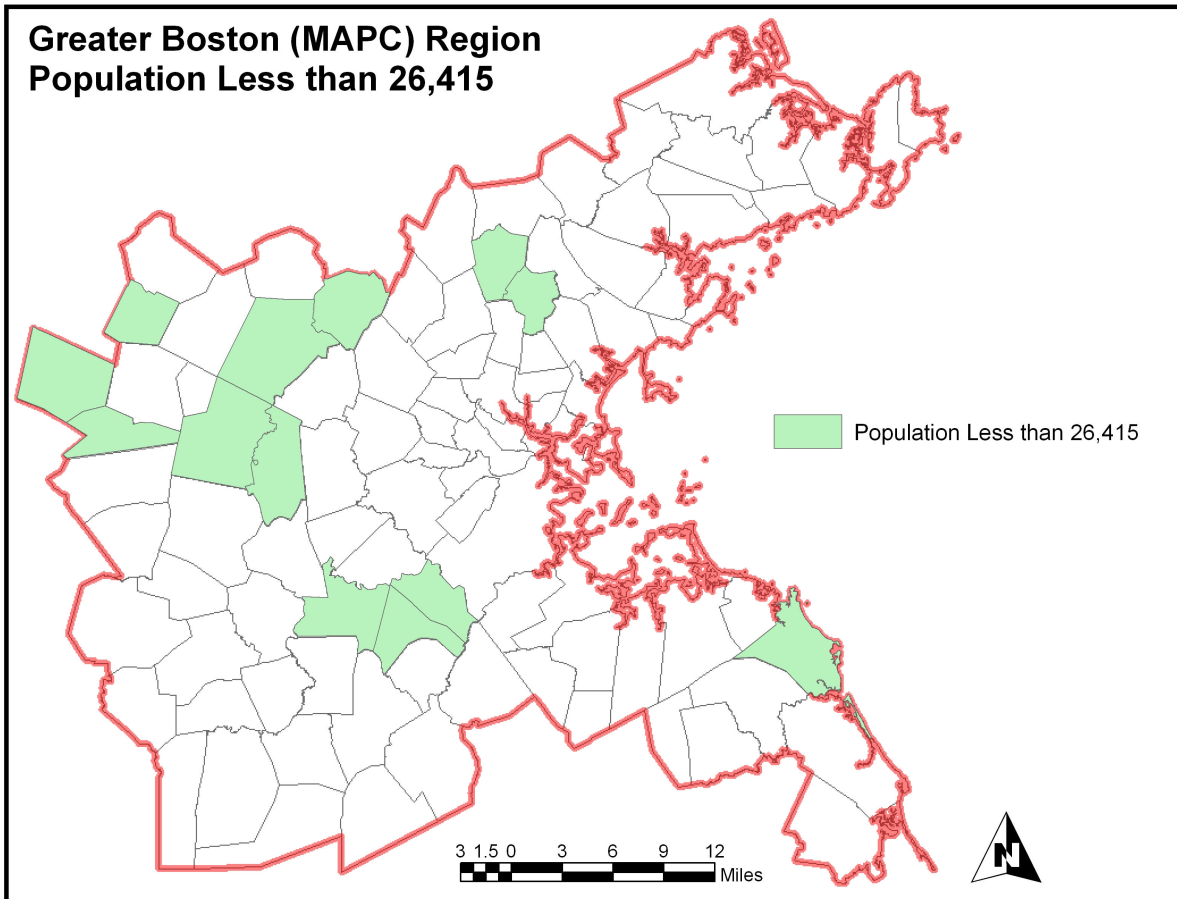 Greater Boston (MAPC) Region
Population Less than 26,415
Population Less than 26,415
3 1.5 0 3 6 9 12
Miles
N